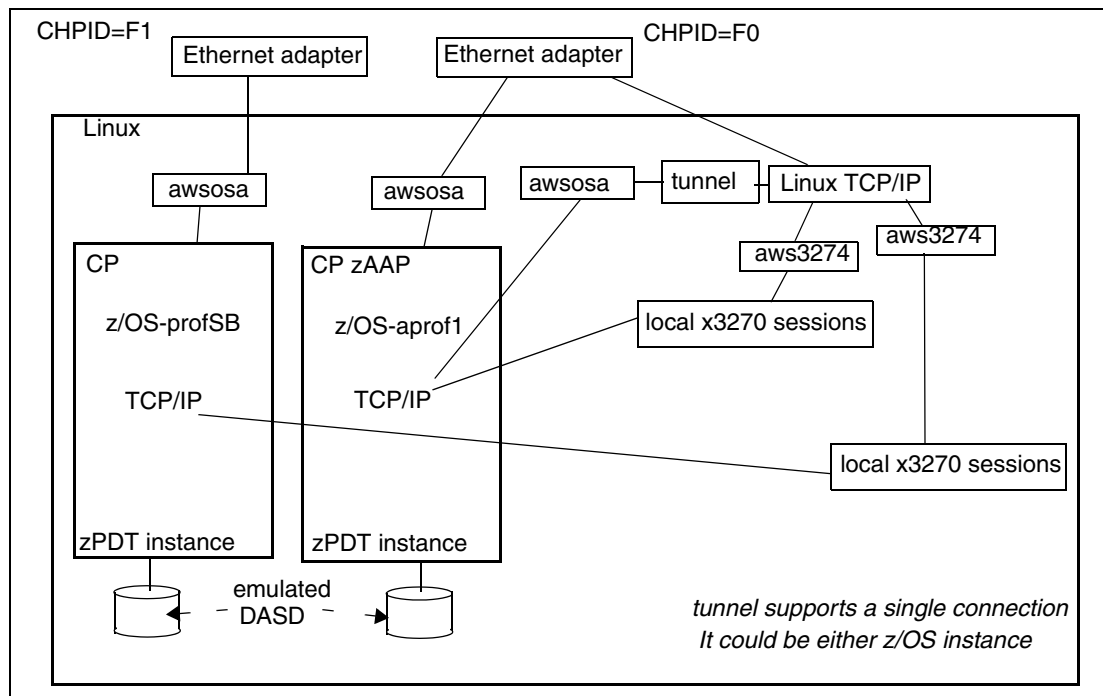 CHPID=F1
Ethernet adapter
Ethernet adapter
CHPID=F0
Linux
awsosa
awsosa
awsosa
tunnel
Linux TCP/IP
aws3274
aws3274
CP
z/OS-profSB
TCP/IP
zPDT instance
CP zAAP
z/OS-aprof1
TCP/IP
zPDT instance
local x3270 sessions
local x3270 sessions
emulated
DASD
tunnel supports a single connection
It could be either z/OS instance